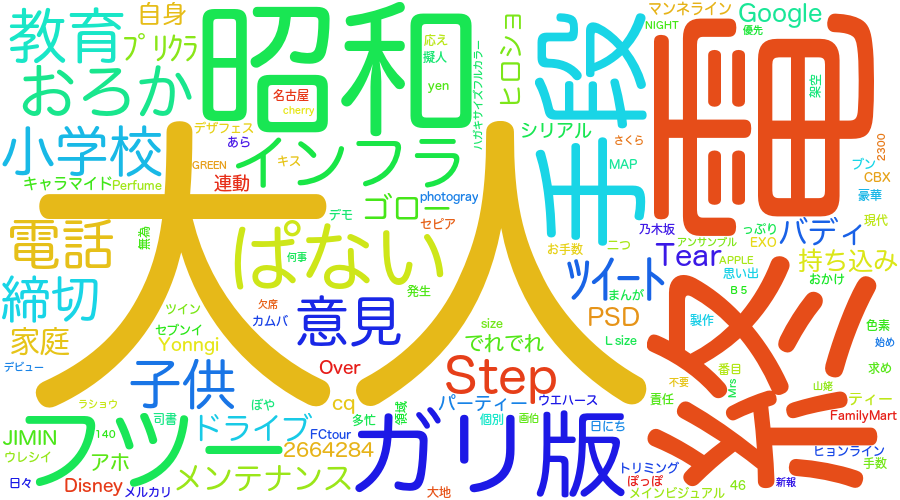 教育
自身
プリクラ
おろか
昭和
応え
擬人
yen
名古屋
cherry
ハガキサイズフルカラー
ヒロショ
手段
電終
マンネライン
NIGHT
Google
優先
架空
2300
小学校
デザフェス
あら
GREEN
インフラ
キス
シリアル
さくら
MAP
ブン
CBX
豪華
キャラマイド
Perfume
連動
大人
デモ
ゴロー
photogray
セピア
乃木坂
っぷり
EXO
バディ
現代
電話
無為
ぱない
何事
お手数
二つ
アンサンブル
Tear
APPLE
思い出
持ち込み
おかけ
締切
ツイン
欠席
カムバ
意見
発生
ツイート
まんが
B5
PSD
製作
色素
家庭
セブンイ
Yonngi
size
でれでれ
L size
始め
デビュー
子供
Over
Step
番目
不要
Mrs
山姥
求め
ラショウ
司書
ぽや
cq
多忙
領域
パーティー
ウエハース
個別
画伯
日にち
責任
ティー
FamilyMart
JIMIN
140
フツー
ドライブ
FCtour
2664284
ガリ版
ヒョンライン
ウレシイ
アホ
メンテナンス
トリミング
ぽっぽ
手数
日々
Disney
メルカリ
大地
メインビジュアル
46
新報